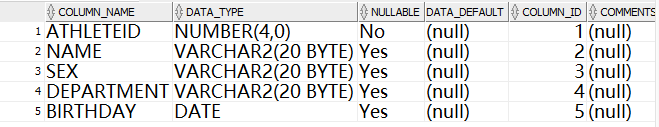 COLUMN_NAME DATA_TYPE NULLABLE DATA_DEFAULT COLUMN_ID COMMENTS
1 ATHLETEID NUMBER(4,0) No (null) 1 (null)
2 NAME VARCHAR2(20 BYTE) Yes (null) 2 (null)
3 SEX VARCHAR2(20 BYTE) Yes (null) 3 (null)
4 DEPARTMENT VARCHAR2(20 BYTE) Yes (null) 4 (null)
5 BIRTHDAY DATE Yes (null) 5 (null)